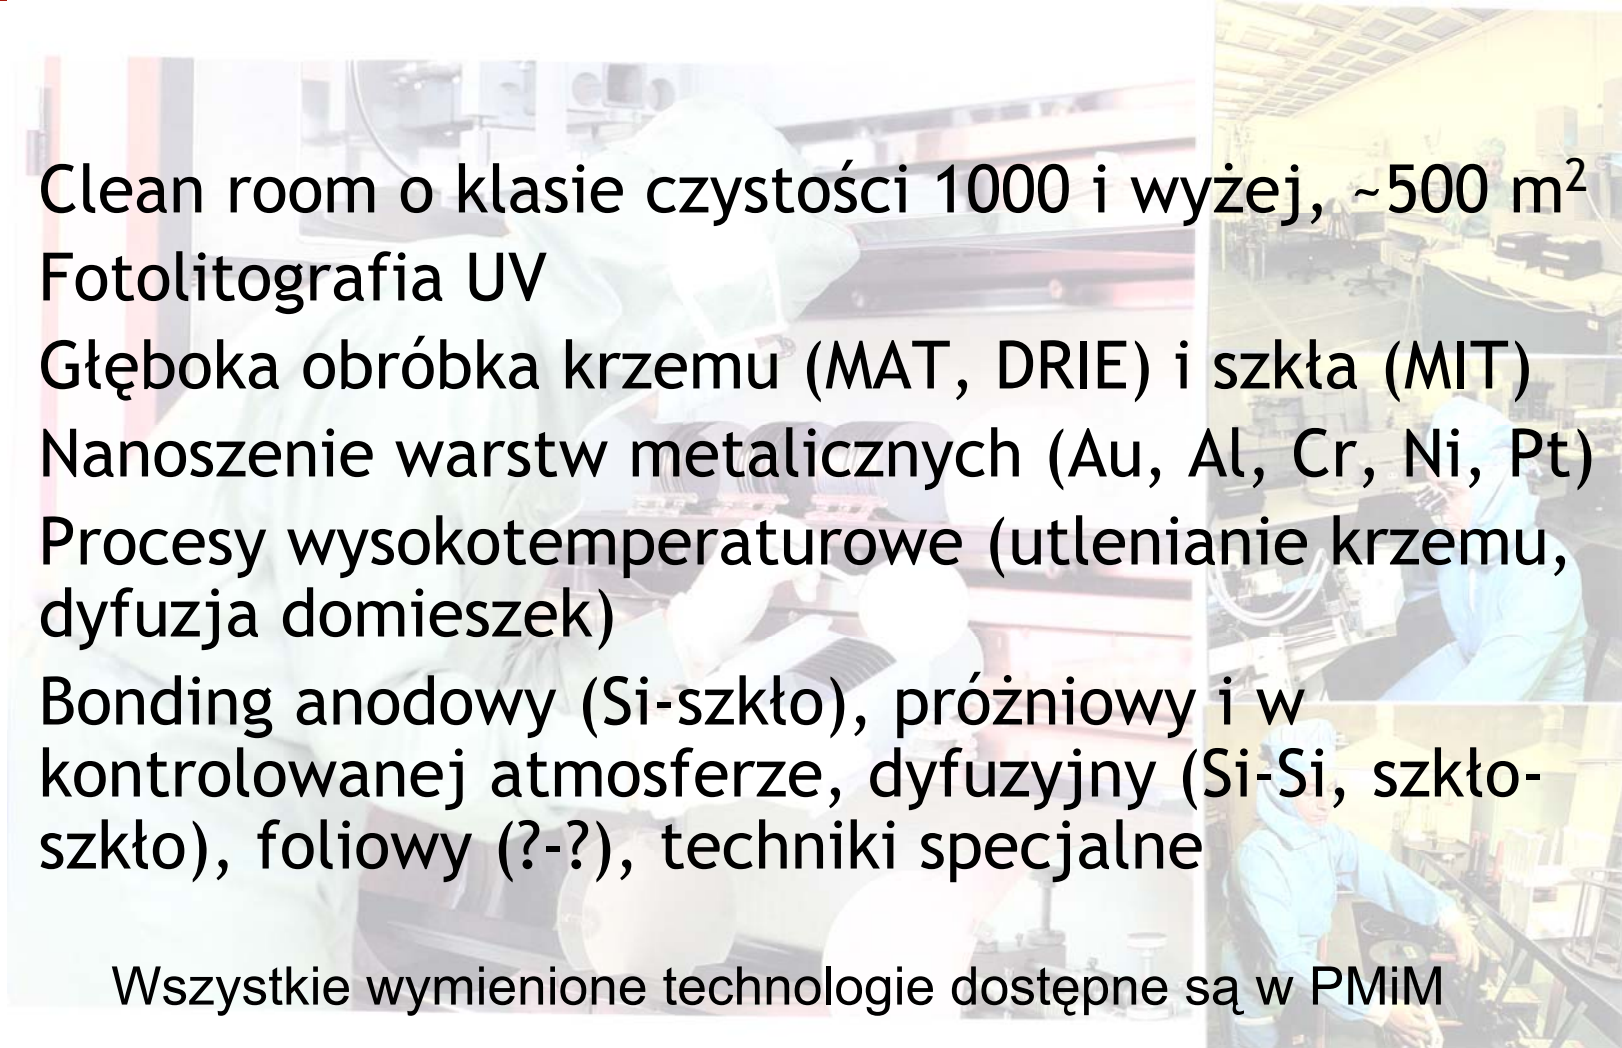 Clean room o klasie czystości 1000 i wyżej, ~500 m²
Fotolitografia UV
Głęboka obróbka krzemu (MAT, DRIE) i szkła (MIT)
Nanoszenie warstw metalicznych (Au, Al, Cr, Ni, Pt)
Procesy wysokotemperaturowe (utlenianie krzemu,
dyfuzja domieszek)
Bonding anodowy (Si-szkło), próżniowy i w
kontrolowanej atmosferze, dyfuzyjny (Si-Si, szkło-
szkło), foliowy (?-?), techniki specjalne
Wszystkie wymienione technologie dostępne są w PMiM